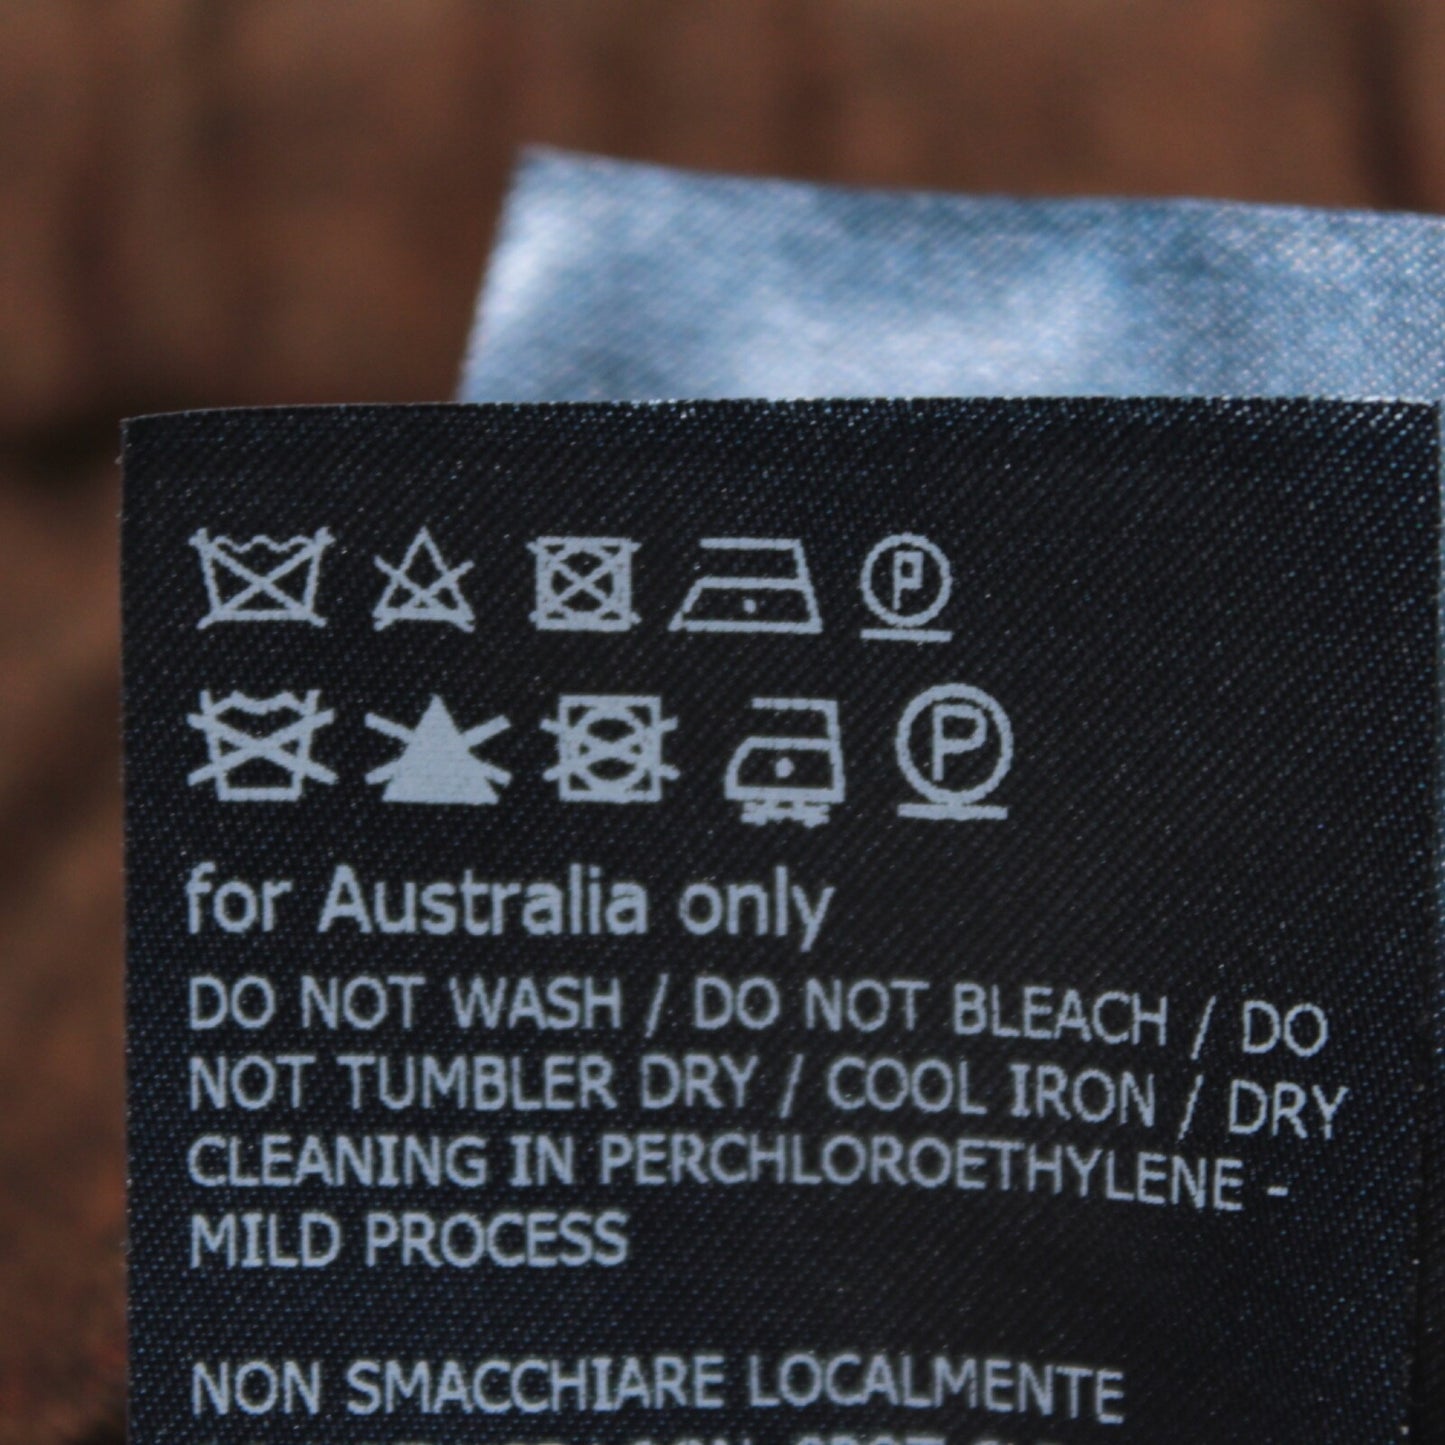 P
P
for Australia only
DO NOT WASH / DO NOT BLEACH / DO
NOT TUMBLER DRY / COOL IRON / DRY
CLEANING IN PERCHLOROETHYLENE -
MILD PROCESS
NON SMACCHIARE LOCALMENTE